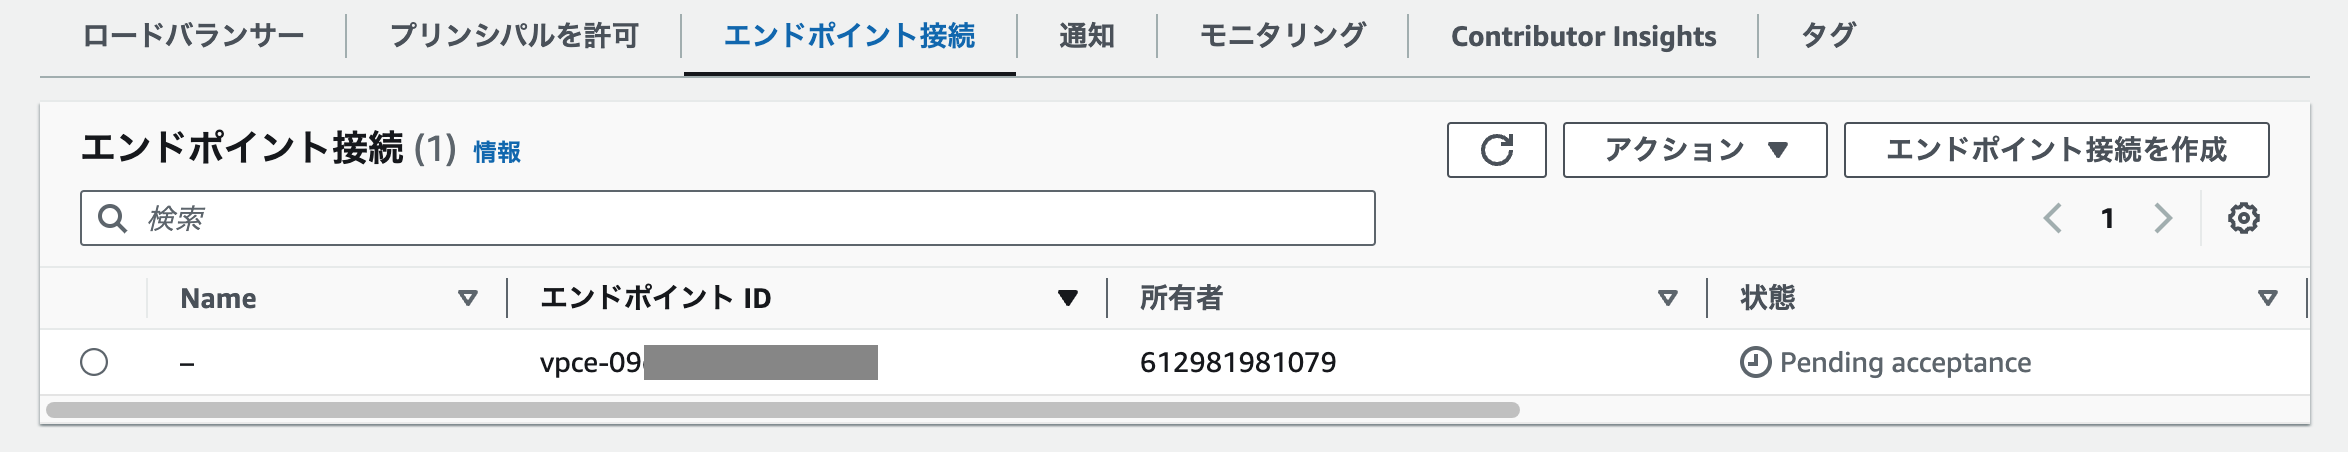 ロードバランサー プリンシパルを許可 エンドポイント接続 通知 モニタリング Contributor Insights タグ
エンドポイント接続 (1) 情報 アクション エンドポイント接続を作成
検索 1
Name エンドポイント ID 所有者 状態
– vpce-09 612981981079 Pending acceptance